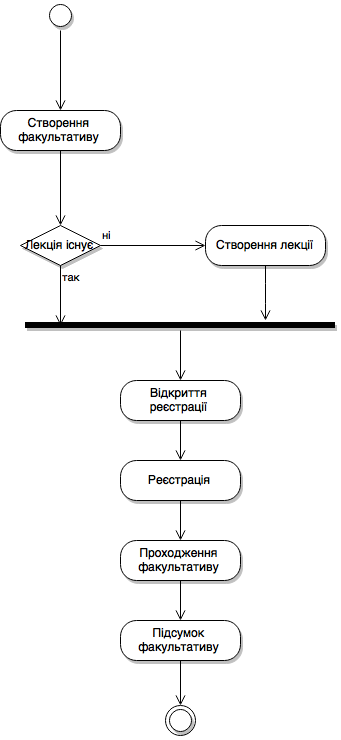 Створення
факультативу
Лекція існує
ні
Створення лекції
так
Відкриття
реєстрації
Реєстрація
Проходження
факультативу
Підсумок
факультативу